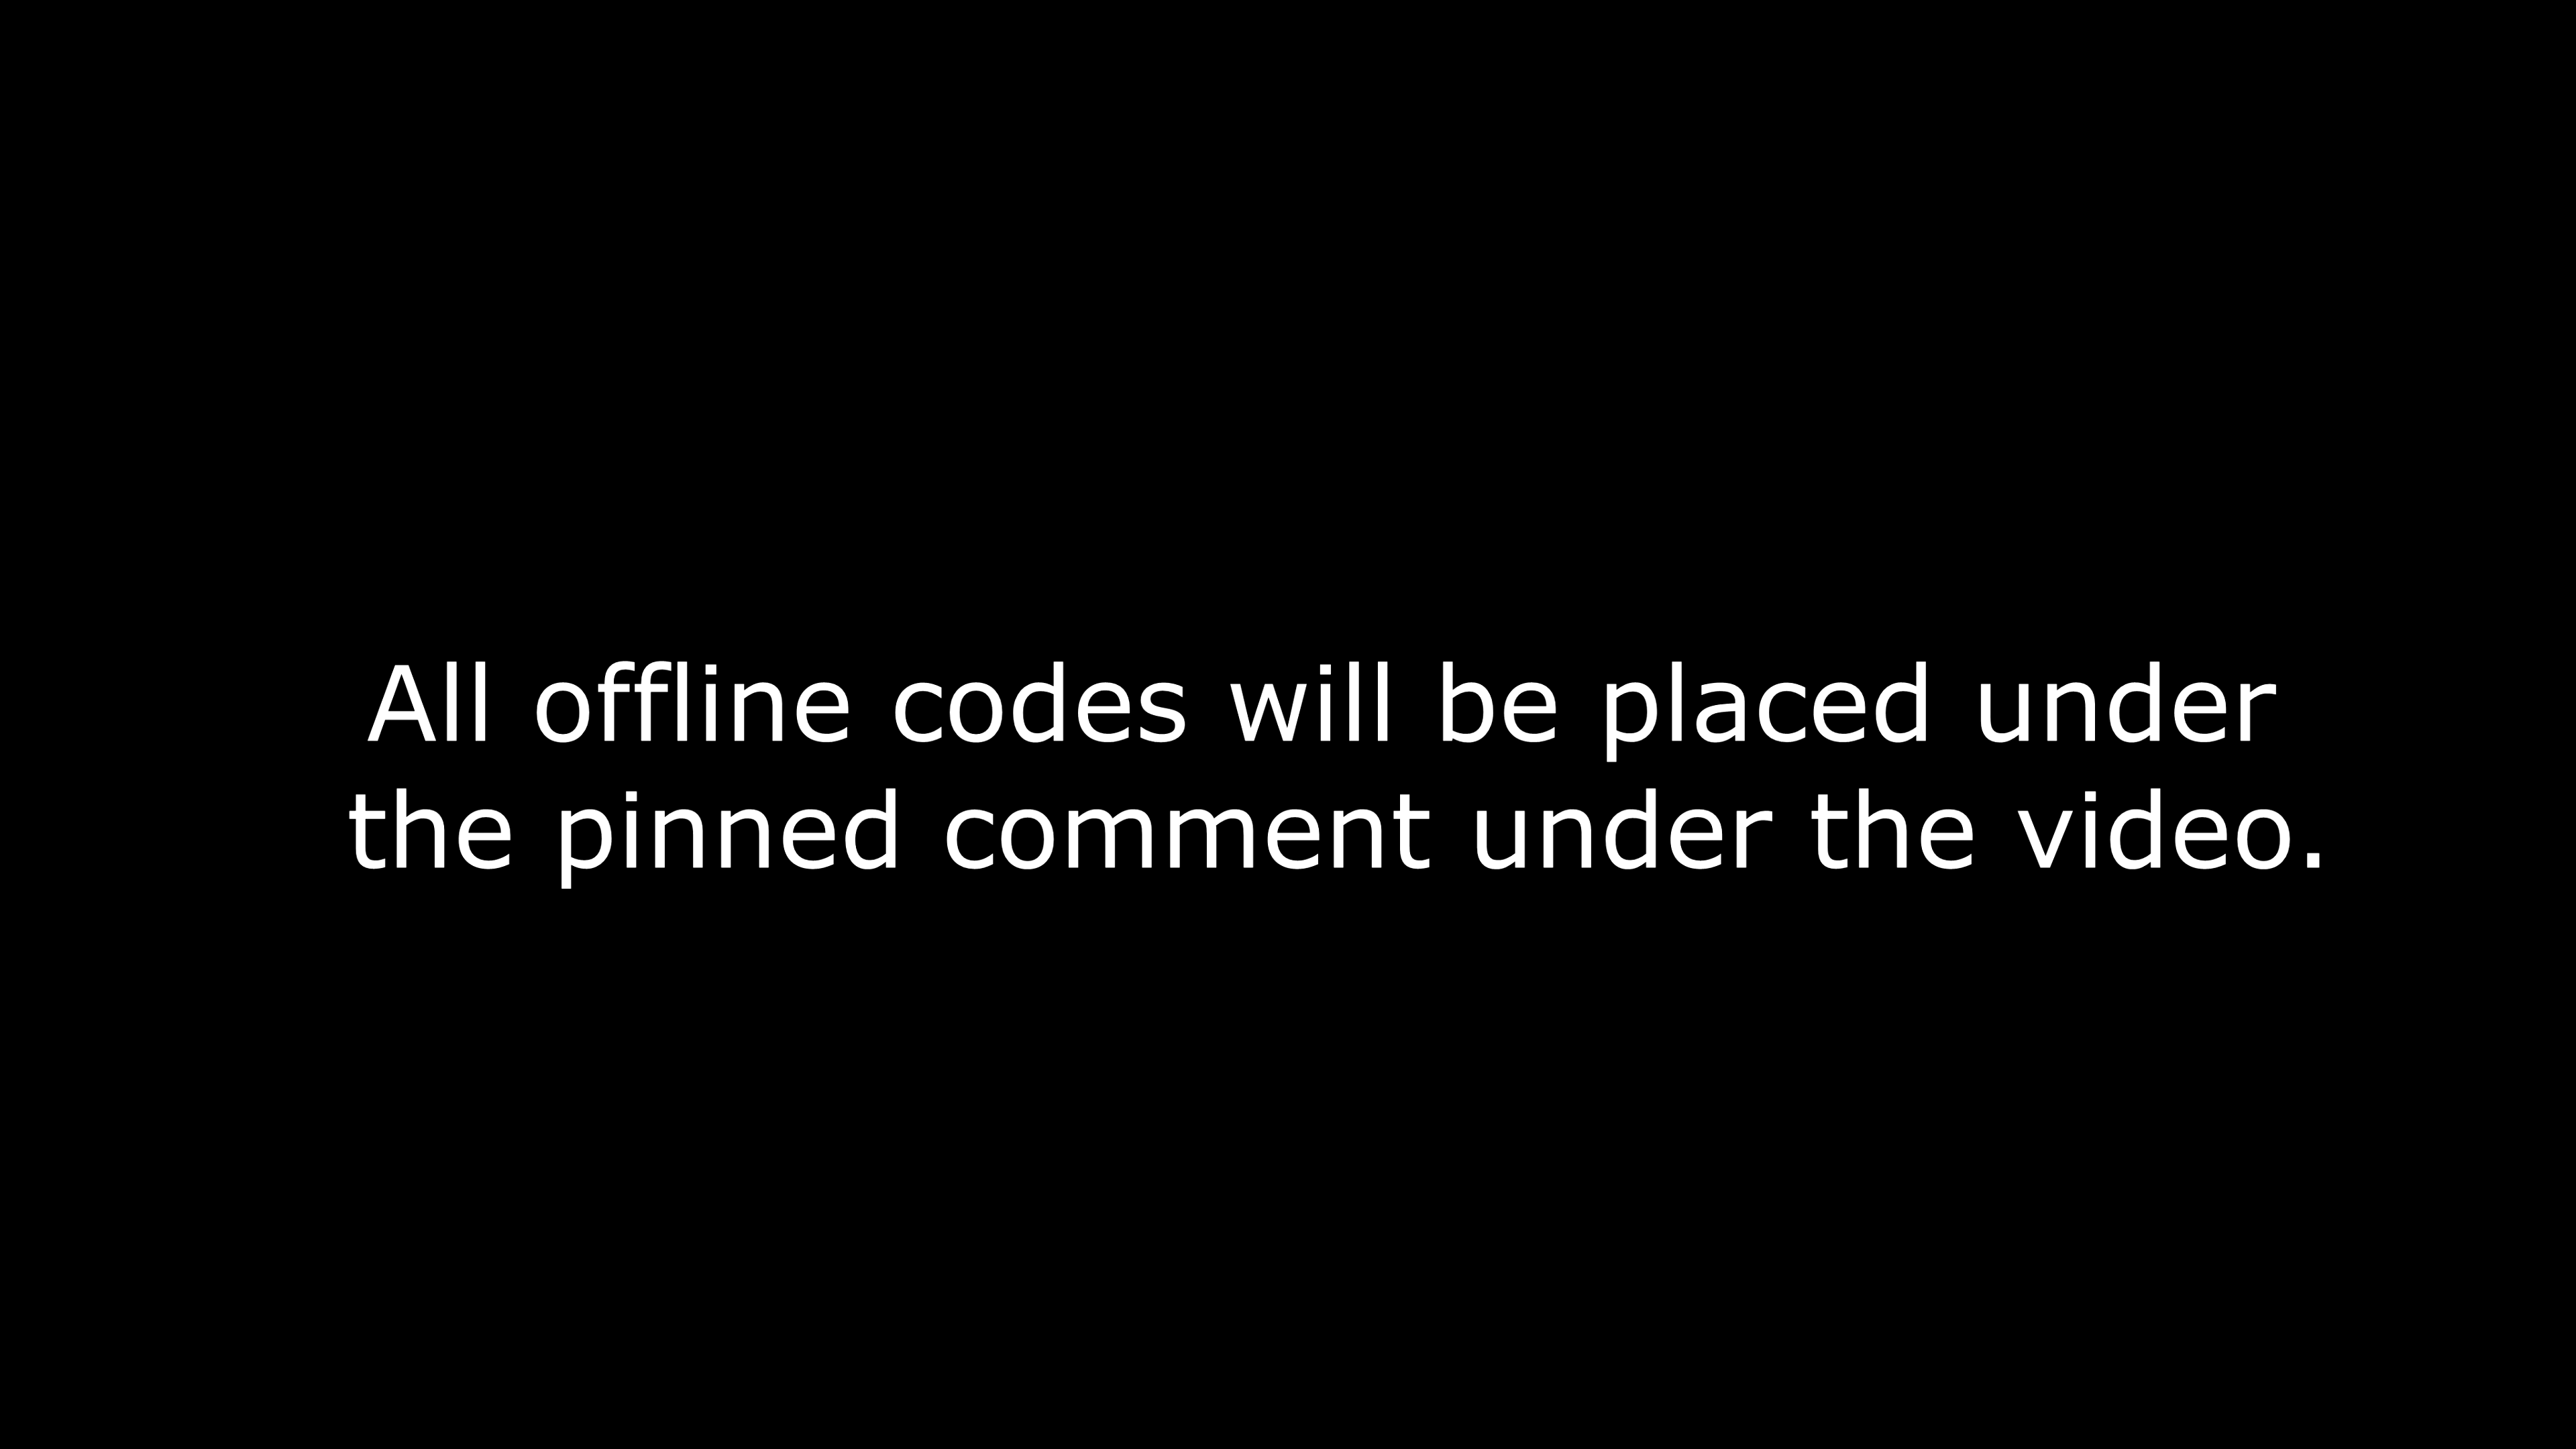 All offline codes will be placed under
the pinned comment under the video.